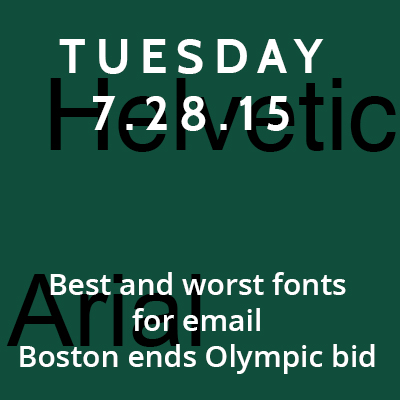 TUESDAY
Helvetic
7.28.15
Arial
Best and worst fonts
for email
Boston ends Olympic bid